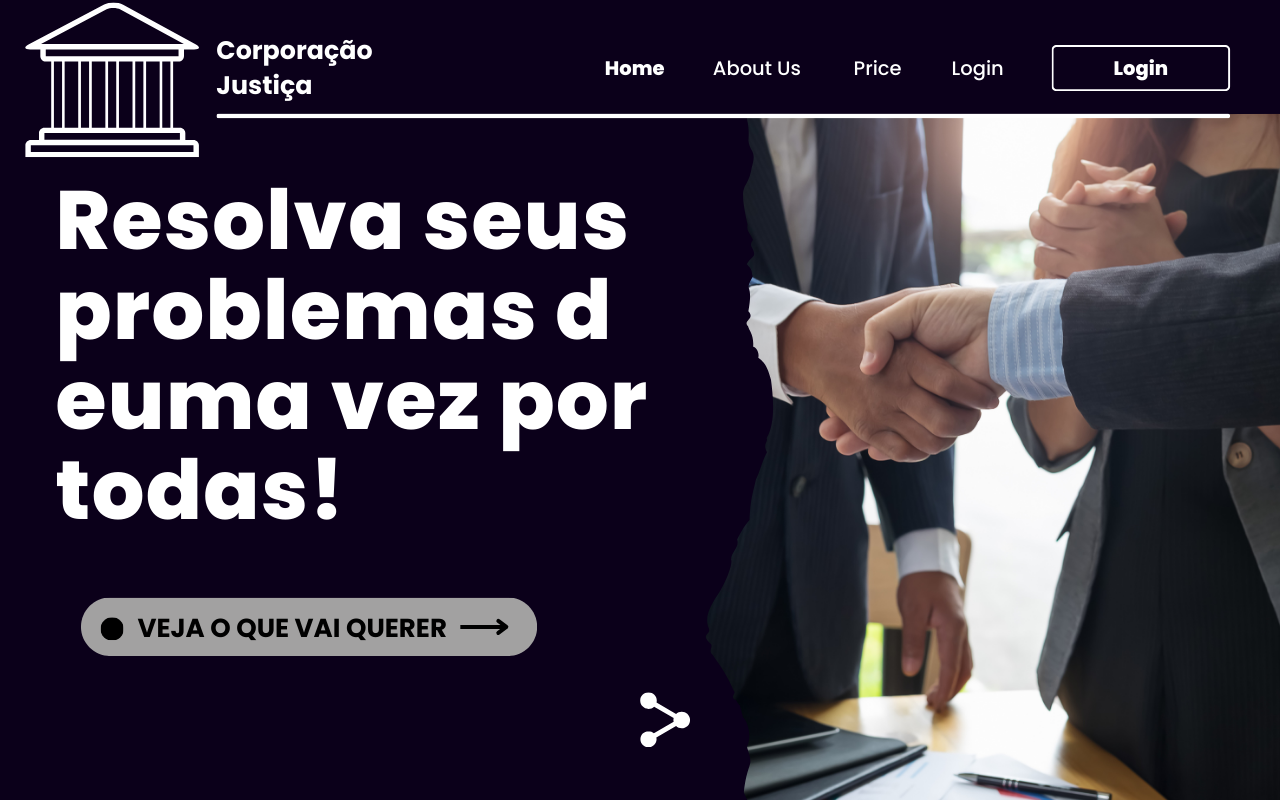 Corporação
Justiça
Home About Us Price Login Login
Resolva seus
problemas d
euma vez por
todas!
VEJA O QUE VAI QUERER